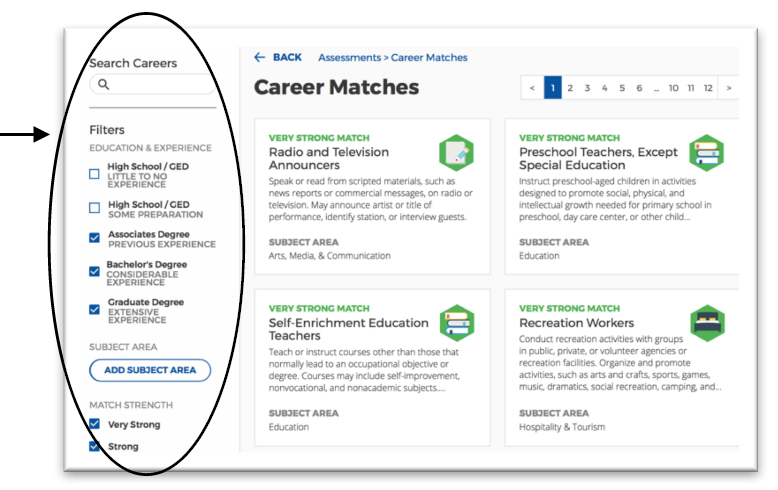 Search Careers
Filters
EDUCATION & EXPERIENCE
High School / GED
LITTLE TO NO
EXPERIENCE
High School / GED
SOME PREPARATION
Associates Degree
PREVIOUS EXPERIENCE
Bachelor's Degree
CONSIDERABLE
EXPERIENCE
Graduate Degree
EXTENSIVE
EXPERIENCE
SUBJECT AREA
ADD SUBJECT AREA
MATCH STRENGTH
Very Strong
Strong
← BACK Assessments > Career Matches
Career Matches
< 1 2 3 4 5 6 ... 10 11 12 >
VERY STRONG MATCH
Radio and Television
Announcers
Speak or read from scripted materials, such as
news reports or commercial messages, on radio or
television. May announce artist or title of
performance, identify station, or interview guests.
SUBJECT AREA
Arts, Media, & Communication
VERY STRONG MATCH
Preschool Teachers, Except
Special Education
Instruct preschool-aged children in activities
designed to promote social, physical, and
intellectual growth needed for primary school in
preschool, day care center, or other child...
SUBJECT AREA
Education
VERY STRONG MATCH
Self-Enrichment Education
Teachers
Teach or instruct courses other than those that
normally lead to an occupational objective or
degree. Courses may include self-improvement,
nonvocational, and nonacademic subjects....
SUBJECT AREA
Education
VERY STRONG MATCH
Recreation Workers
Conduct recreation activities with groups
in public, private, or volunteer agencies or
recreation facilities. Organize and promote
activities, such as arts and crafts, sports, games,
music, dramatics, social recreation, camping, and...
SUBJECT AREA
Hospitality & Tourism